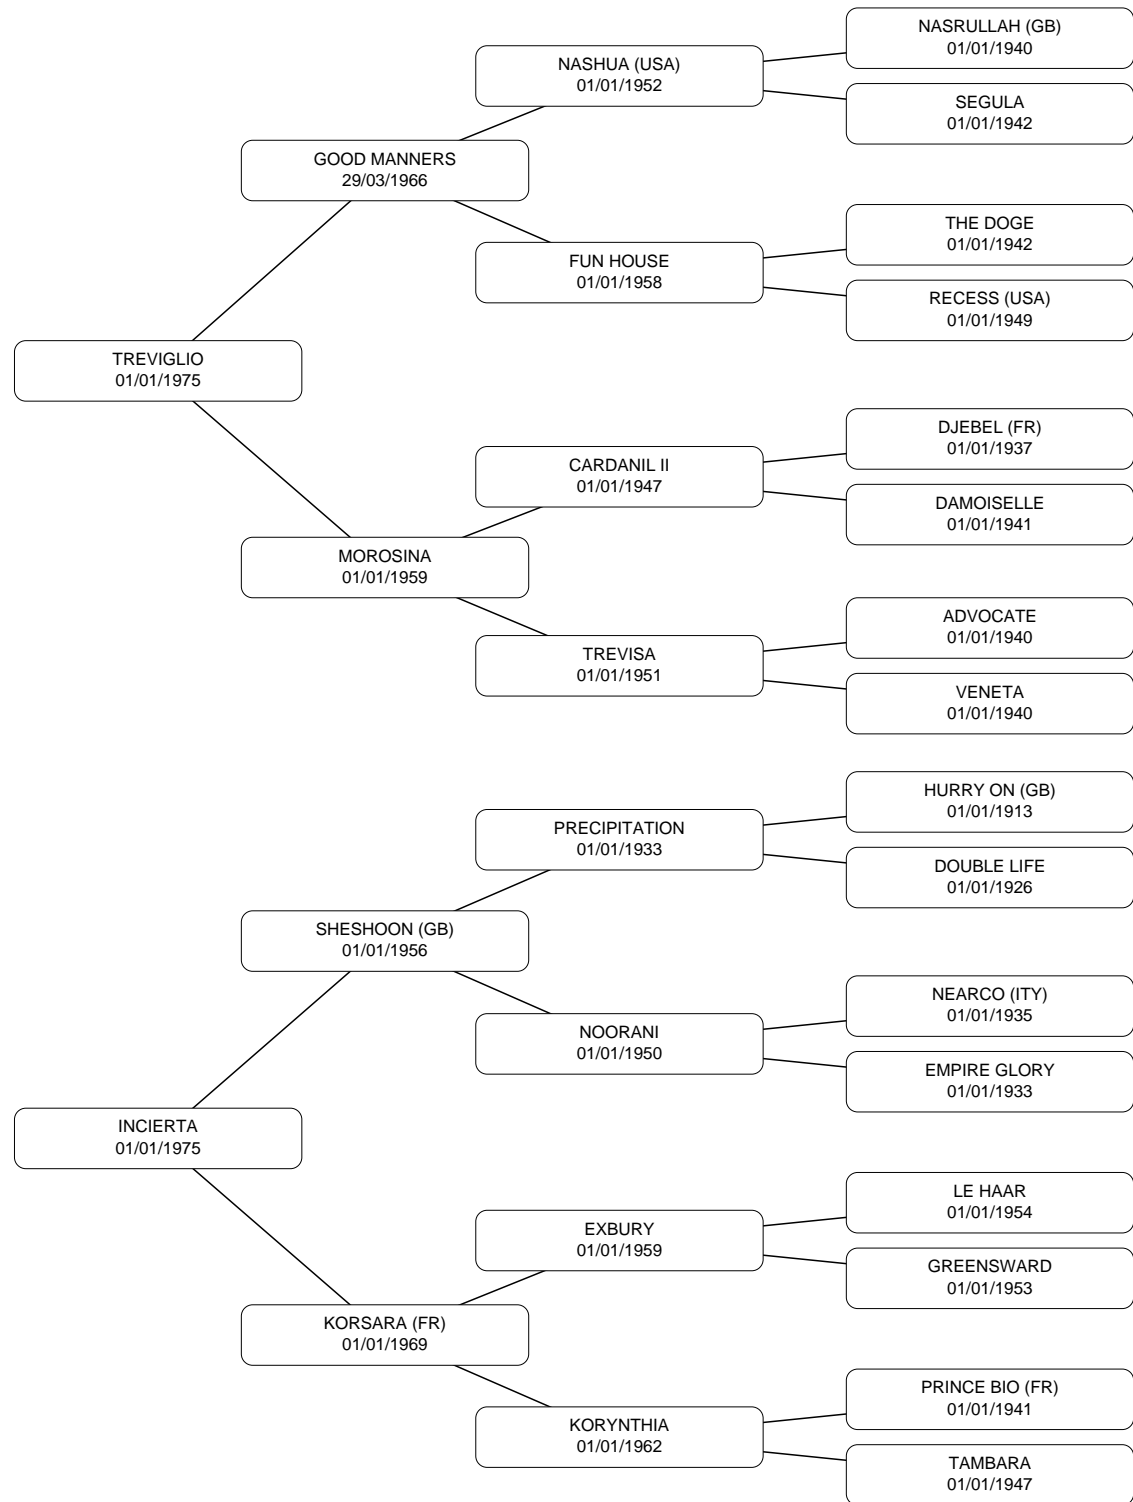 NASRULLAH (GB)
01/01/1940
NASHUA (USA)
01/01/1952
SEGULA
01/01/1942
GOOD MANNERS
29/03/1966
THE DOGE
01/01/1942
FUN HOUSE
01/01/1958
RECESS (USA)
01/01/1949
TREVIGLIO
01/01/1975
DJEBEL (FR)
01/01/1937
CARDANIL II
01/01/1947
DAMOISELLE
01/01/1941
MOROSINA
01/01/1959
ADVOCATE
01/01/1940
TREVISA
01/01/1951
VENETA
01/01/1940
HURRY ON (GB)
01/01/1913
PRECIPITATION
01/01/1933
DOUBLE LIFE
01/01/1926
SHESHOON (GB)
01/01/1956
NEARCO (ITY)
01/01/1935
NOORANI
01/01/1950
EMPIRE GLORY
01/01/1933
INCIERTA
01/01/1975
LE HAAR
01/01/1954
EXBURY
01/01/1959
GREENSWARD
01/01/1953
KORSARA (FR)
01/01/1969
PRINCE BIO (FR)
01/01/1941
KORYNTHIA
01/01/1962
TAMBARA
01/01/1947